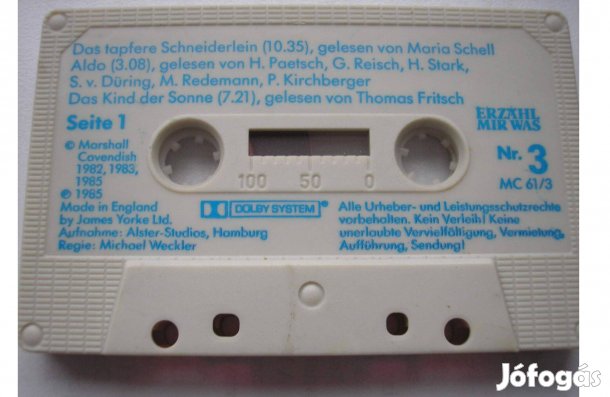 Das tapfere Schneiderlein (10.35), gelesen von Maria Schell
Aldo (3.08), gelesen von H. Paetsch, G. Reisch, H. Stark,
S. v. Düring, M. Redemann, P. Kirchberger
Das Kind der Sonne (7.21), gelesen von Thomas Fritsch
Seite 1
ERZÄHL
MIR WAS
Nr. 3
MC 61/3
© Marshall
Cavendish
1982, 1983,
1985
℗ 1985
Made in England
by James Yorke Ltd.
Aufnahme: Alster-Studios, Hamburg
Regie: Michael Weckler
100 50 0
DOLBY SYSTEM®
Alle Urheber- und Leistungsschutzrechte
vorbehalten. Kein Verleih! Keine
unerlaubte Vervielfältigung, Vermietung,
Aufführung, Sendung!
Jófogás